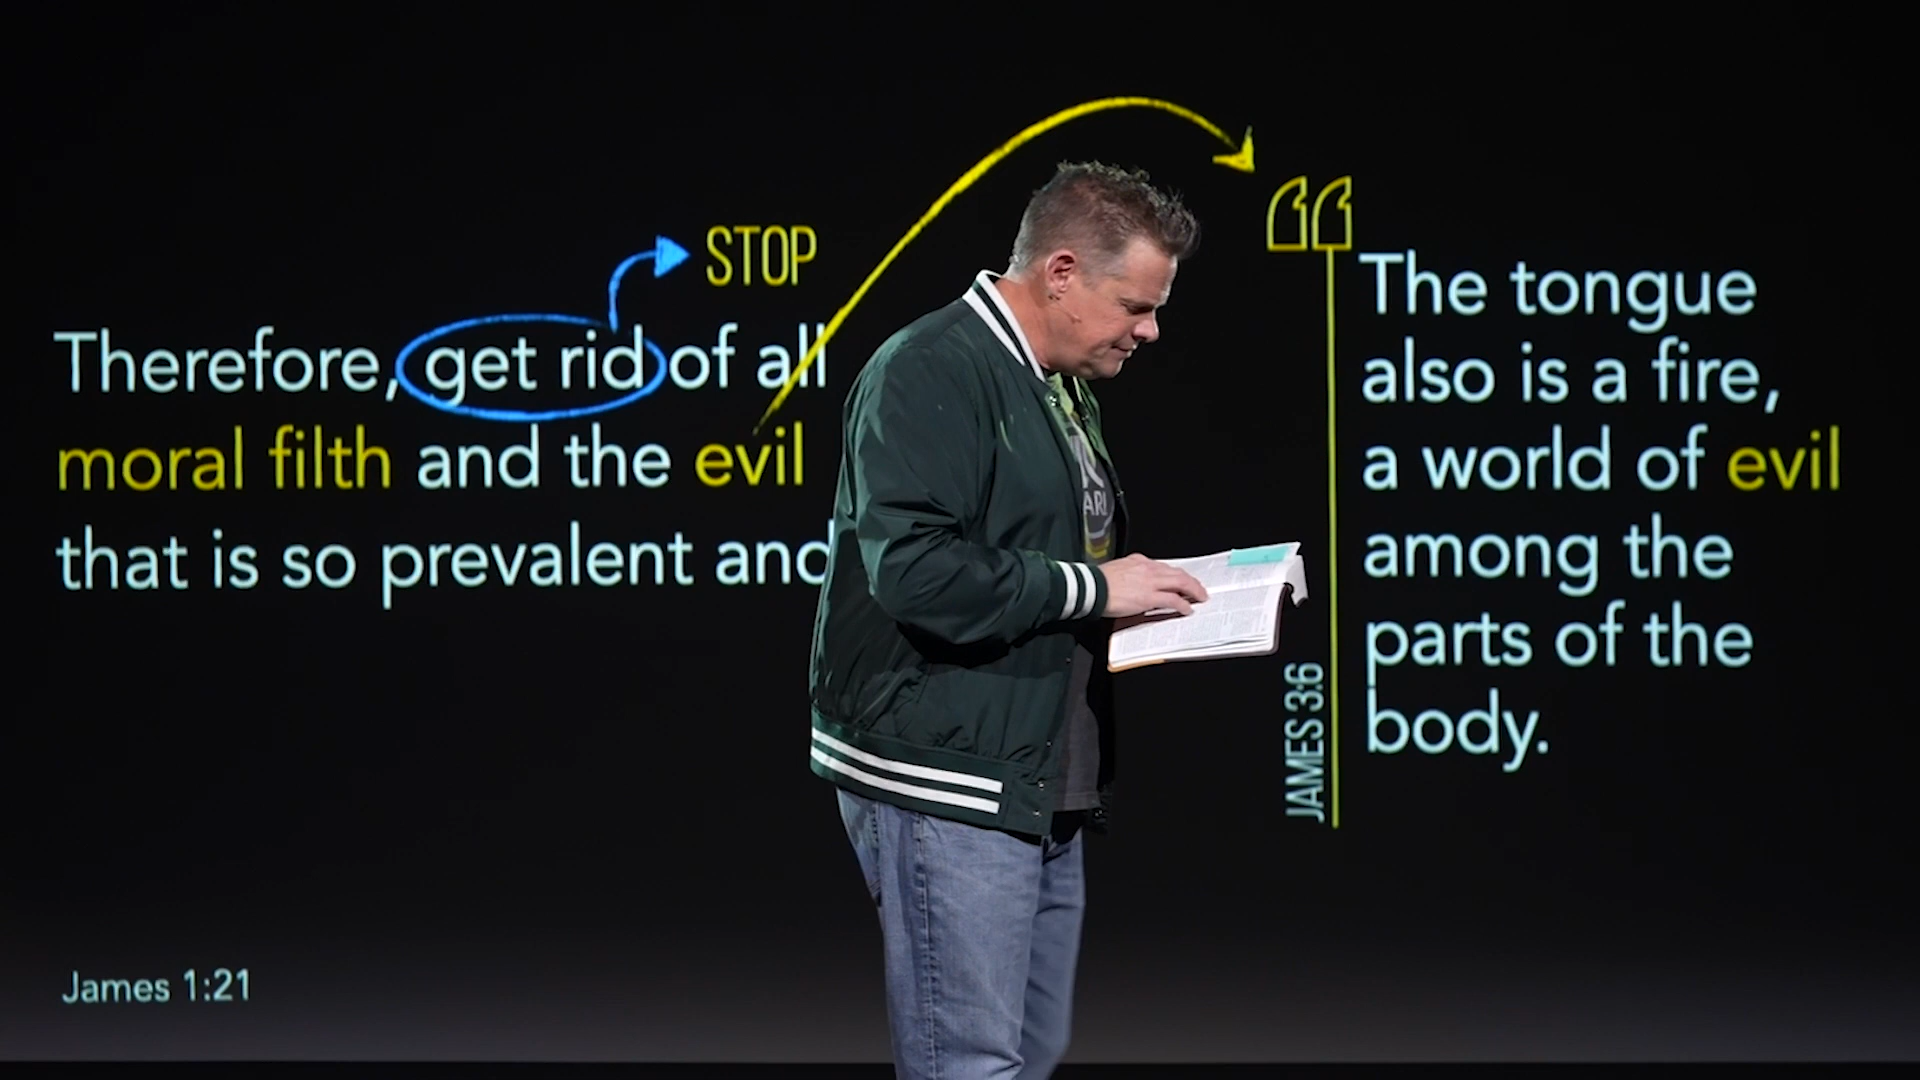 STOP
Therefore, get rid of all
moral filth and the evil
that is so prevalent and
James 1:21
The tongue
also is a fire,
a world of evil
among the
parts of the
body.
JAMES 3:6